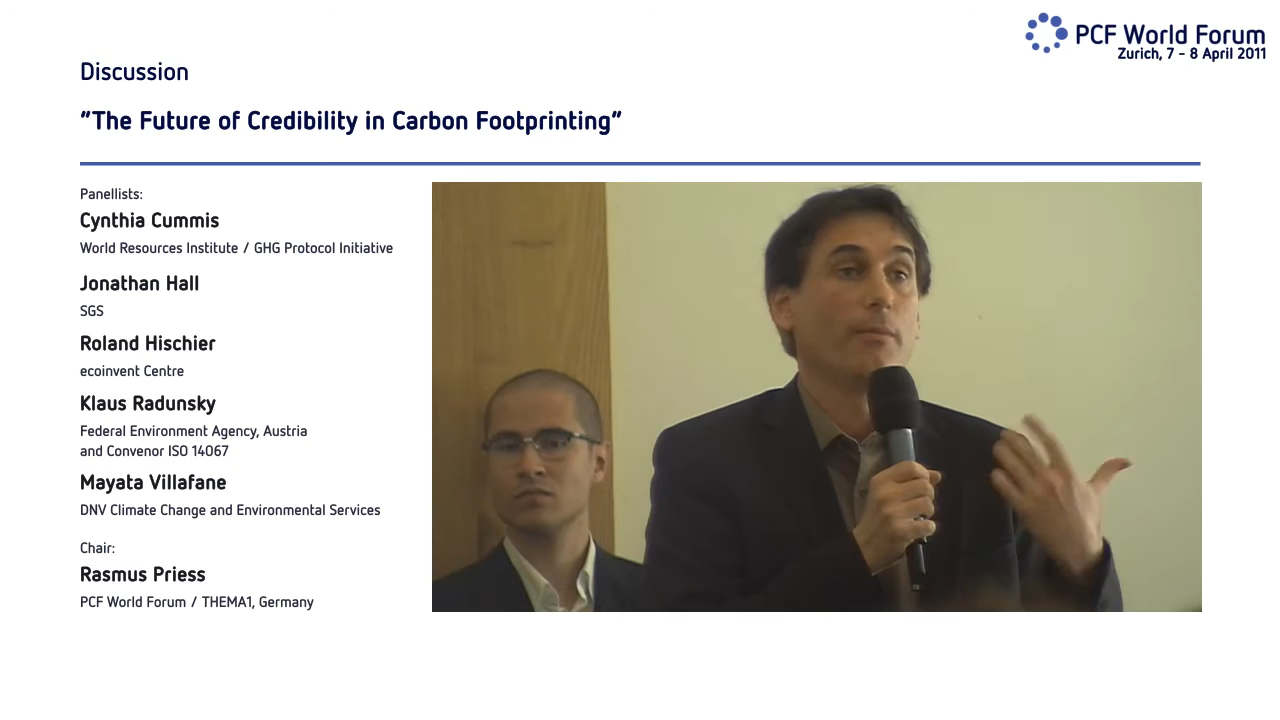 PCF World Forum
Zurich, 7 - 8 April 2011
Discussion
"The Future of Credibility in Carbon Footprinting"
Panellists:
Cynthia Cummis
World Resources Institute / GHG Protocol Initiative
Jonathan Hall
SGS
Roland Hischier
ecoinvent Centre
Klaus Radunsky
Federal Environment Agency, Austria
and Convenor ISO 14067
Mayata Villafane
DNV Climate Change and Environmental Services
Chair:
Rasmus Priess
PCF World Forum / THEMA1, Germany